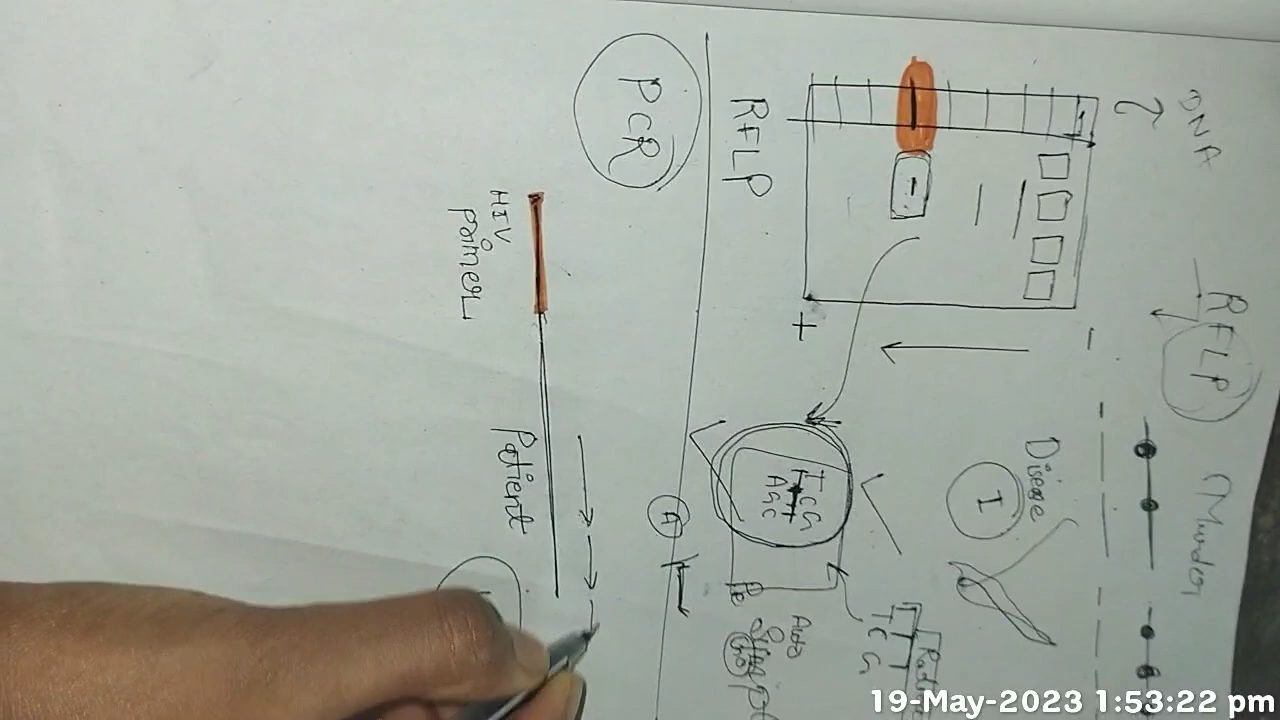 DNA
RFLP
Murder
-
+
RFLP
Disease
I
TCG
AGC
TCG
PCR
HIV
Primer
Patient
19-May-2023 1:53:22 pm